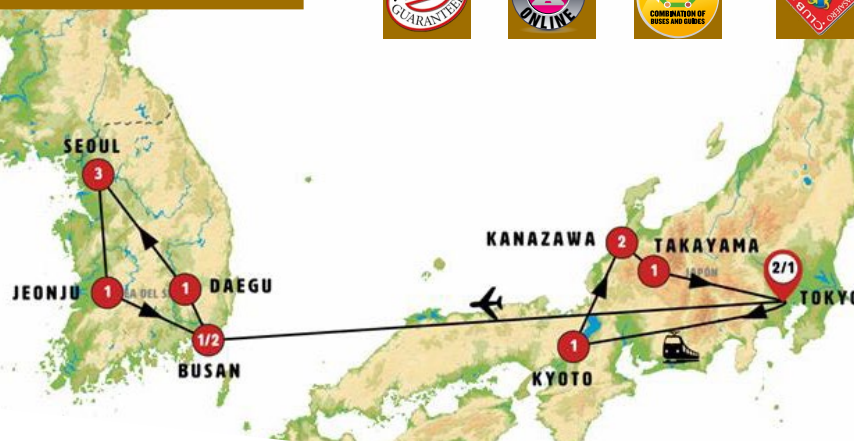 GUARANTEE
ONLINE
COMBINATION OF
BUSES AND GUIDES
CLUB
SEOUL
3
KANAZAWA
2
TAKAYAMA
1
JAPÓN
2/1
TOKYO
JEONJU
1
1
DAEGU
1/2
BUSAN
1
KYOTO